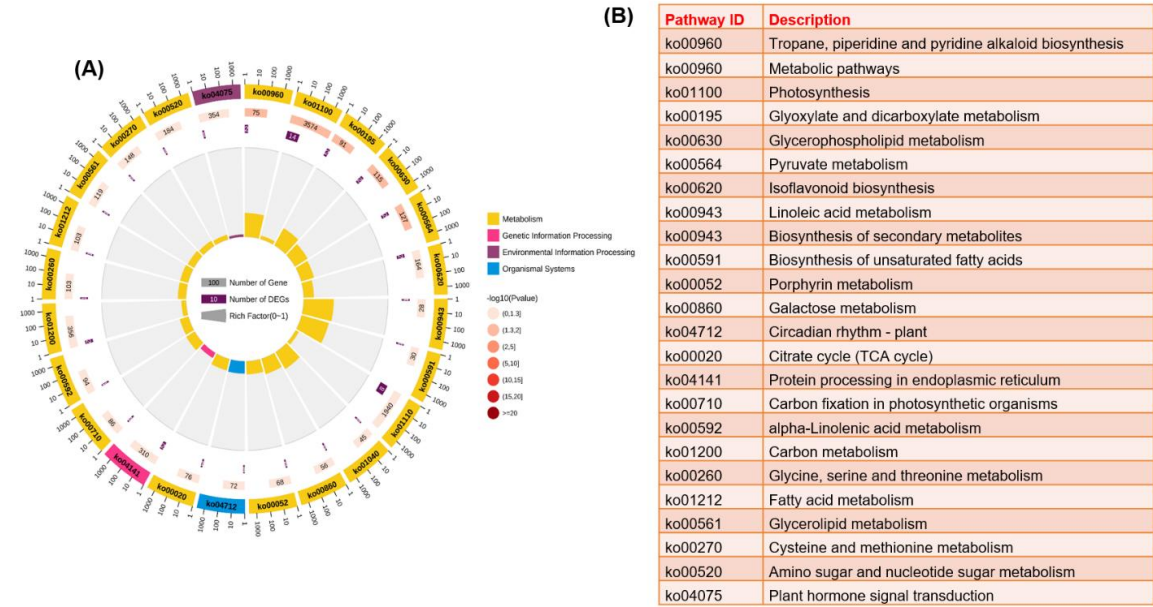 (A)
ko00960
ko01100
ko00195
ko00630
ko00564
ko00620
ko00943
ko00591
ko01110
ko01040
ko00860
ko00052
ko04712
ko00020
ko04141
ko00710
ko00592
ko01200
ko00260
ko01212
ko00561
ko00270
ko00520
ko04075
75
3574
91
115
127
164
28
30
1940
45
56
68
72
76
310
86
94
358
103
103
119
148
184
354
14
100 Number of Gene
10 Number of DEGs
Rich Factor(0~1)
Metabolism
Genetic Information Processing
Environmental Information Processing
Organismal Systems
-log10(Pvalue)
(0,1.3]
(1.3,2]
(2,5]
(5,10]
(10,15]
(15,20]
>=20
(B)
Pathway ID Description
ko00960 Tropane, piperidine and pyridine alkaloid biosynthesis
ko00960 Metabolic pathways
ko01100 Photosynthesis
ko00195 Glyoxylate and dicarboxylate metabolism
ko00630 Glycerophospholipid metabolism
ko00564 Pyruvate metabolism
ko00620 Isoflavonoid biosynthesis
ko00943 Linoleic acid metabolism
ko00943 Biosynthesis of secondary metabolites
ko00591 Biosynthesis of unsaturated fatty acids
ko00052 Porphyrin metabolism
ko00860 Galactose metabolism
ko04712 Circadian rhythm - plant
ko00020 Citrate cycle (TCA cycle)
ko04141 Protein processing in endoplasmic reticulum
ko00710 Carbon fixation in photosynthetic organisms
ko00592 alpha-Linolenic acid metabolism
ko01200 Carbon metabolism
ko00260 Glycine, serine and threonine metabolism
ko01212 Fatty acid metabolism
ko00561 Glycerolipid metabolism
ko00270 Cysteine and methionine metabolism
ko00520 Amino sugar and nucleotide sugar metabolism
ko04075 Plant hormone signal transduction